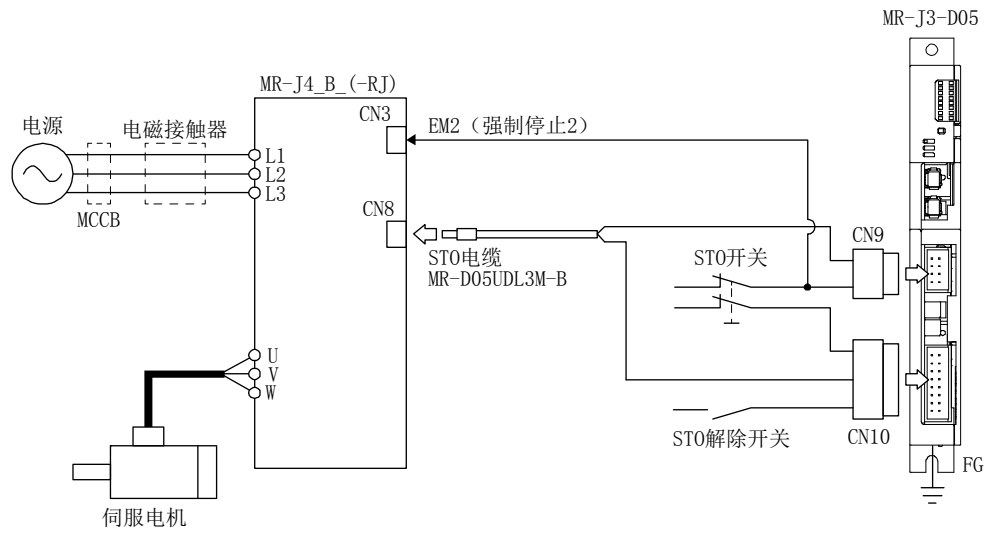 MR-J3-D05
MR-J4_B_(-RJ)
CN3
EM2（强制停止2）
电源
电磁接触器
L1
L2
L3
MCCB
CN8
STO电缆
MR-D05UDL3M-B
STO开关
CN9
U
V
W
STO解除开关
CN10
FG
伺服电机